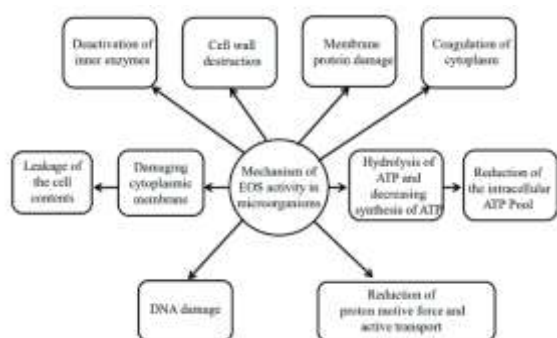 Deactivation of
inner enzymes
Cell wall
destruction
Membrane
protein damage
Coagulation of
cytoplasm
Leakage of
the cell
contents
Damaging
cytoplasmic
membrane
Mechanism of
EOS activity in
microorganisms
Hydrolysis of
ATP and
decreasing
synthesis of ATP
Reduction of
the intracellular
ATP Pool
DNA damage
Reduction of
proton motive force and
active transport